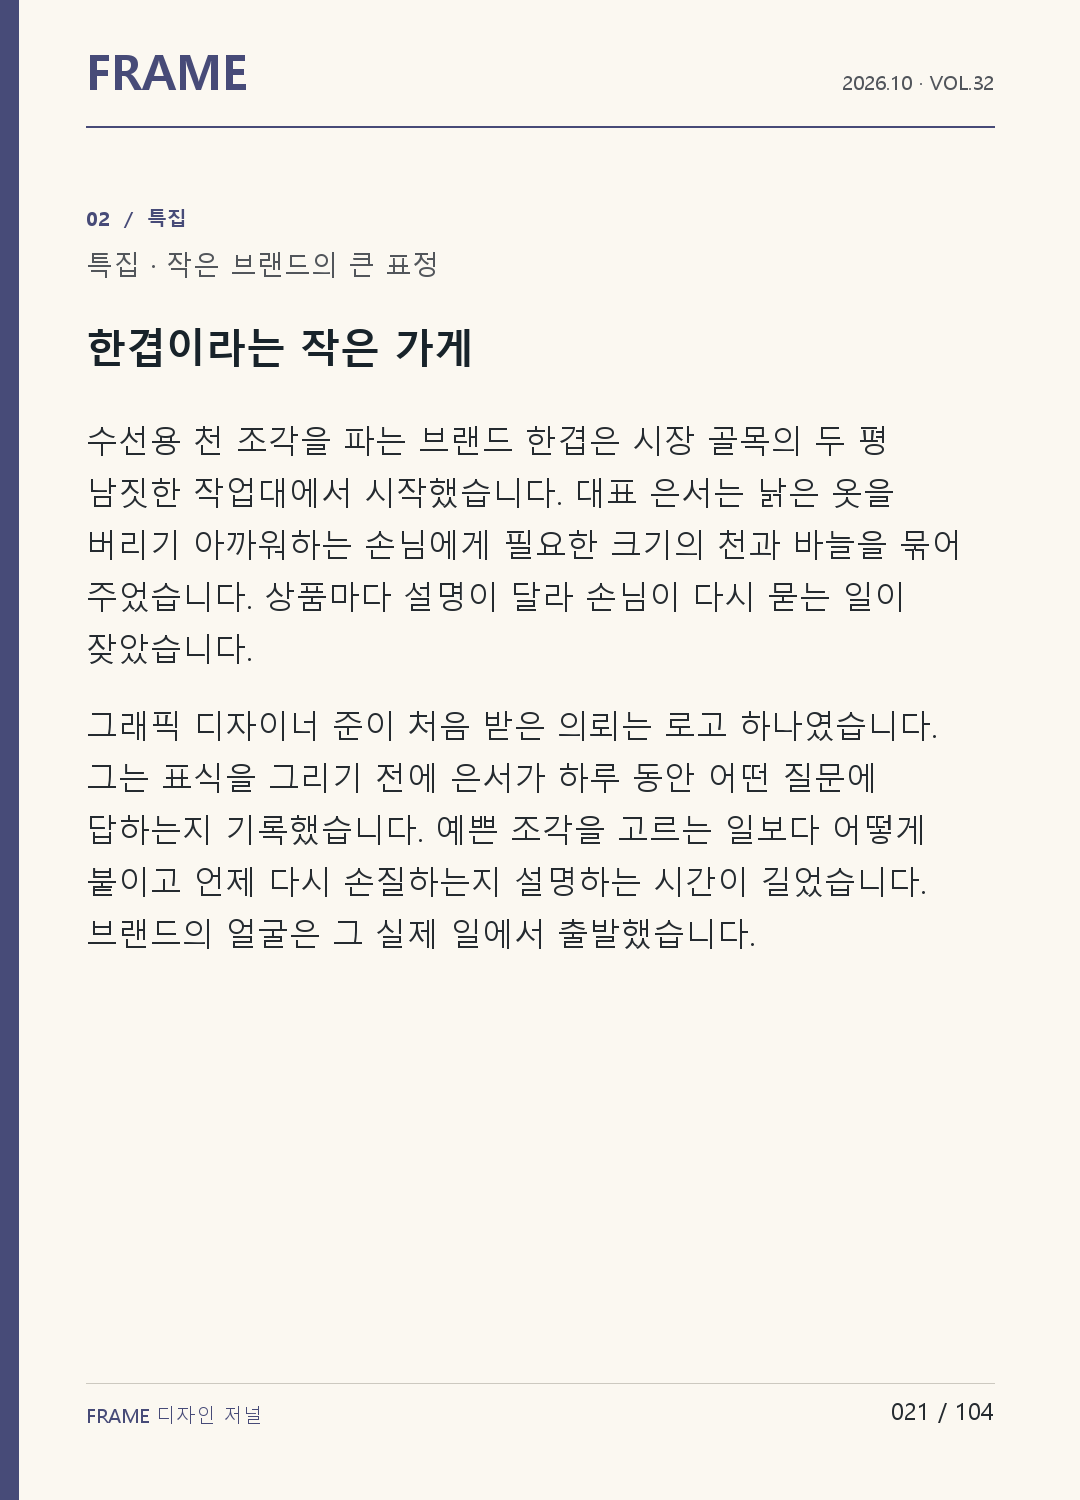 FRAME
2026.10 · VOL.32
02 / 특집
특집 · 작은 브랜드의 큰 표정
한겹이라는 작은 가게
수선용 천 조각을 파는 브랜드 한겹은 시장 골목의 두 평
남짓한 작업대에서 시작했습니다. 대표 은서는 낡은 옷을
버리기 아까워하는 손님에게 필요한 크기의 천과 바늘을 묶어
주었습니다. 상품마다 설명이 달라 손님이 다시 묻는 일이
잦았습니다.
그래픽 디자이너 준이 처음 받은 의뢰는 로고 하나였습니다.
그는 표식을 그리기 전에 은서가 하루 동안 어떤 질문에
답하는지 기록했습니다. 예쁜 조각을 고르는 일보다 어떻게
붙이고 언제 다시 손질하는지 설명하는 시간이 길었습니다.
브랜드의 얼굴은 그 실제 일에서 출발했습니다.
FRAME 디자인 저널
021 / 104